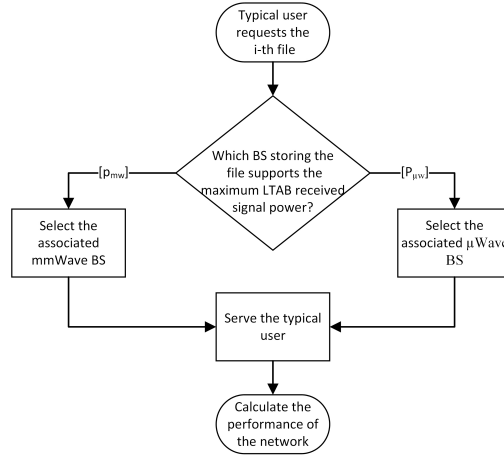 Typical user
requests the
i-th file
Which BS storing the
file supports the
maximum LTAB received
signal power?
[pmw]
[Pμw]
Select the
associated
mmWave BS
Select the
associated μWave
BS
Serve the typical
user
Calculate the
performance of
the network